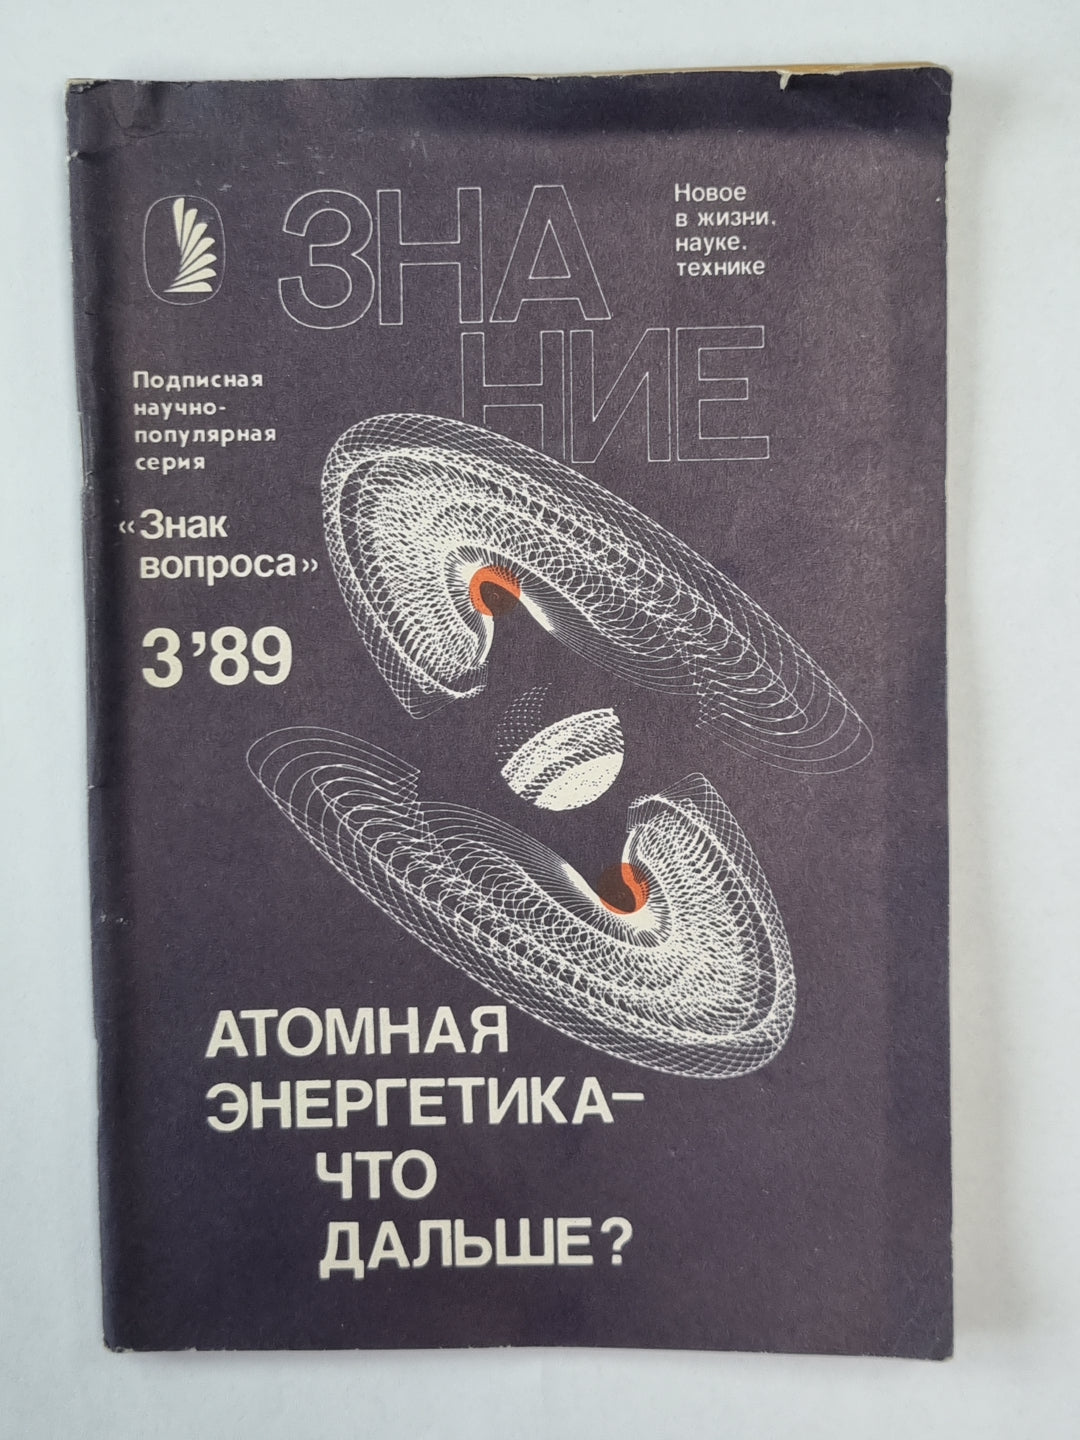 ЗНА
НИЕ
Новое
в жизни,
науке,
технике
Подписная
научно-
популярная
серия
«Знак
вопроса»
3'89
АТОМНАЯ
ЭНЕРГЕТИКА–
ЧТО
ДАЛЬШЕ?